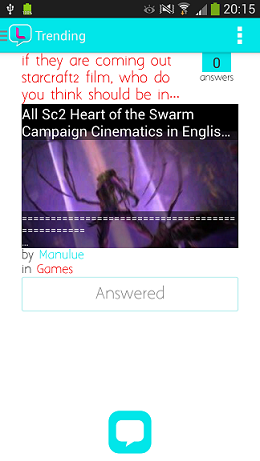 20:15
Trending
if they are coming out
starcraft2 film, who do
you think should be in...
0
answers
All Sc2 Heart of the Swarm
Campaign Cinematics in Englis...
=====================================
===========
...
by Manulue
in Games
Answered